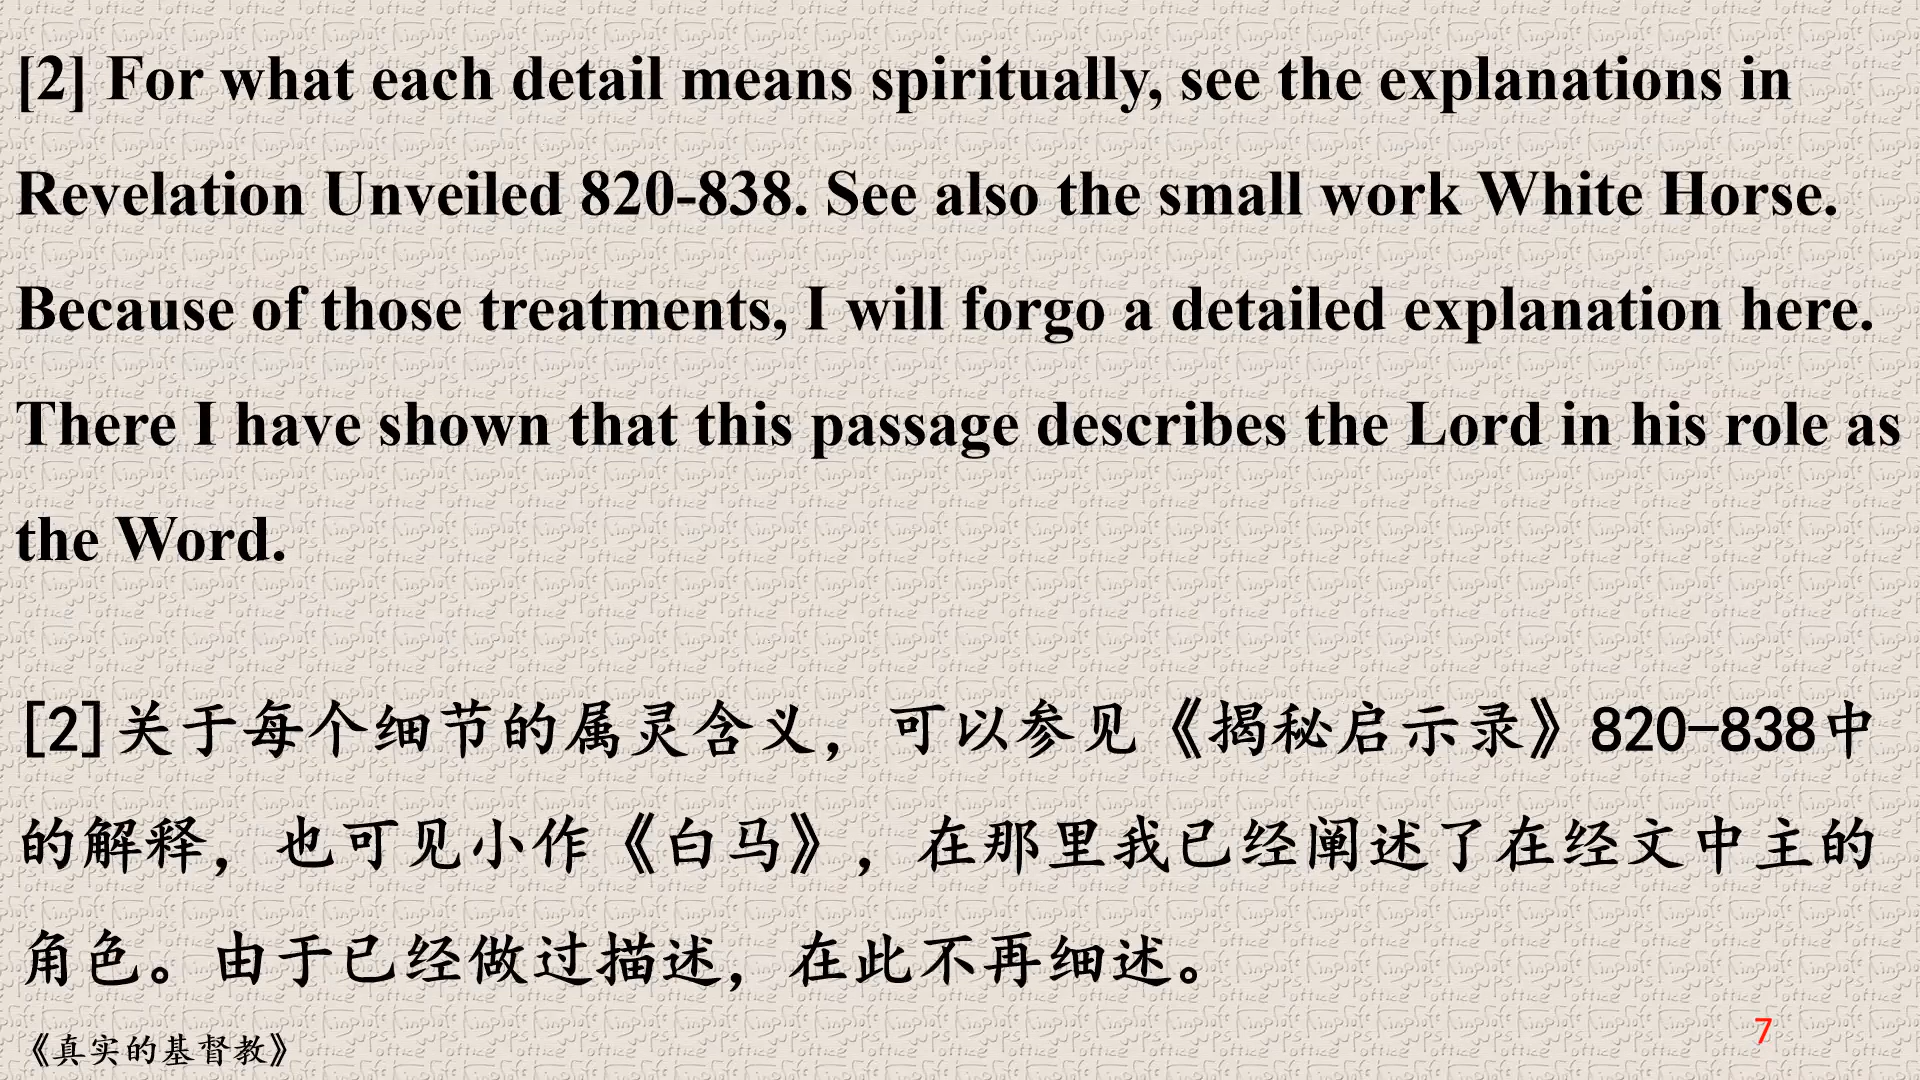 [2] For what each detail means spiritually, see the explanations in
Revelation Unveiled 820-838. See also the small work White Horse.
Because of those treatments, I will forgo a detailed explanation here.
There I have shown that this passage describes the Lord in his role as
the Word.
[2]关于每个细节的属灵含义，可以参见《揭秘启示录》820-838中
的解释，也可见小作《白马》，在那里我已经阐述了在经文中主的
角色。由于已经做过描述，在此不再细述。
《真实的基督教》
7